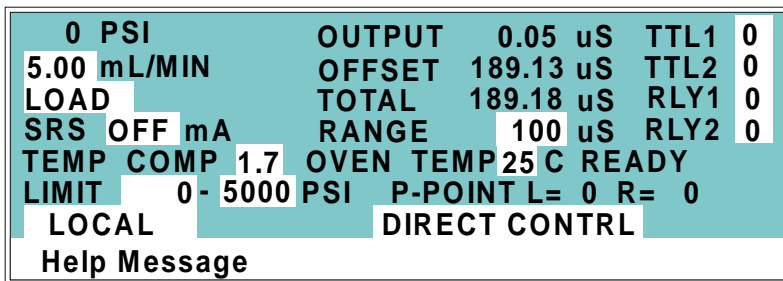 0 PSI OUTPUT 0.05 uS TTL1 0
5.00 mL/MIN OFFSET 189.13 uS TTL2 0
LOAD TOTAL 189.18 uS RLY1 0
SRS OFF mA RANGE 100 uS RLY2 0
TEMP COMP 1.7 OVEN TEMP 25 C READY
LIMIT 0 - 5000 PSI P-POINT L= 0 R= 0
LOCAL DIRECT CONTRL
Help Message